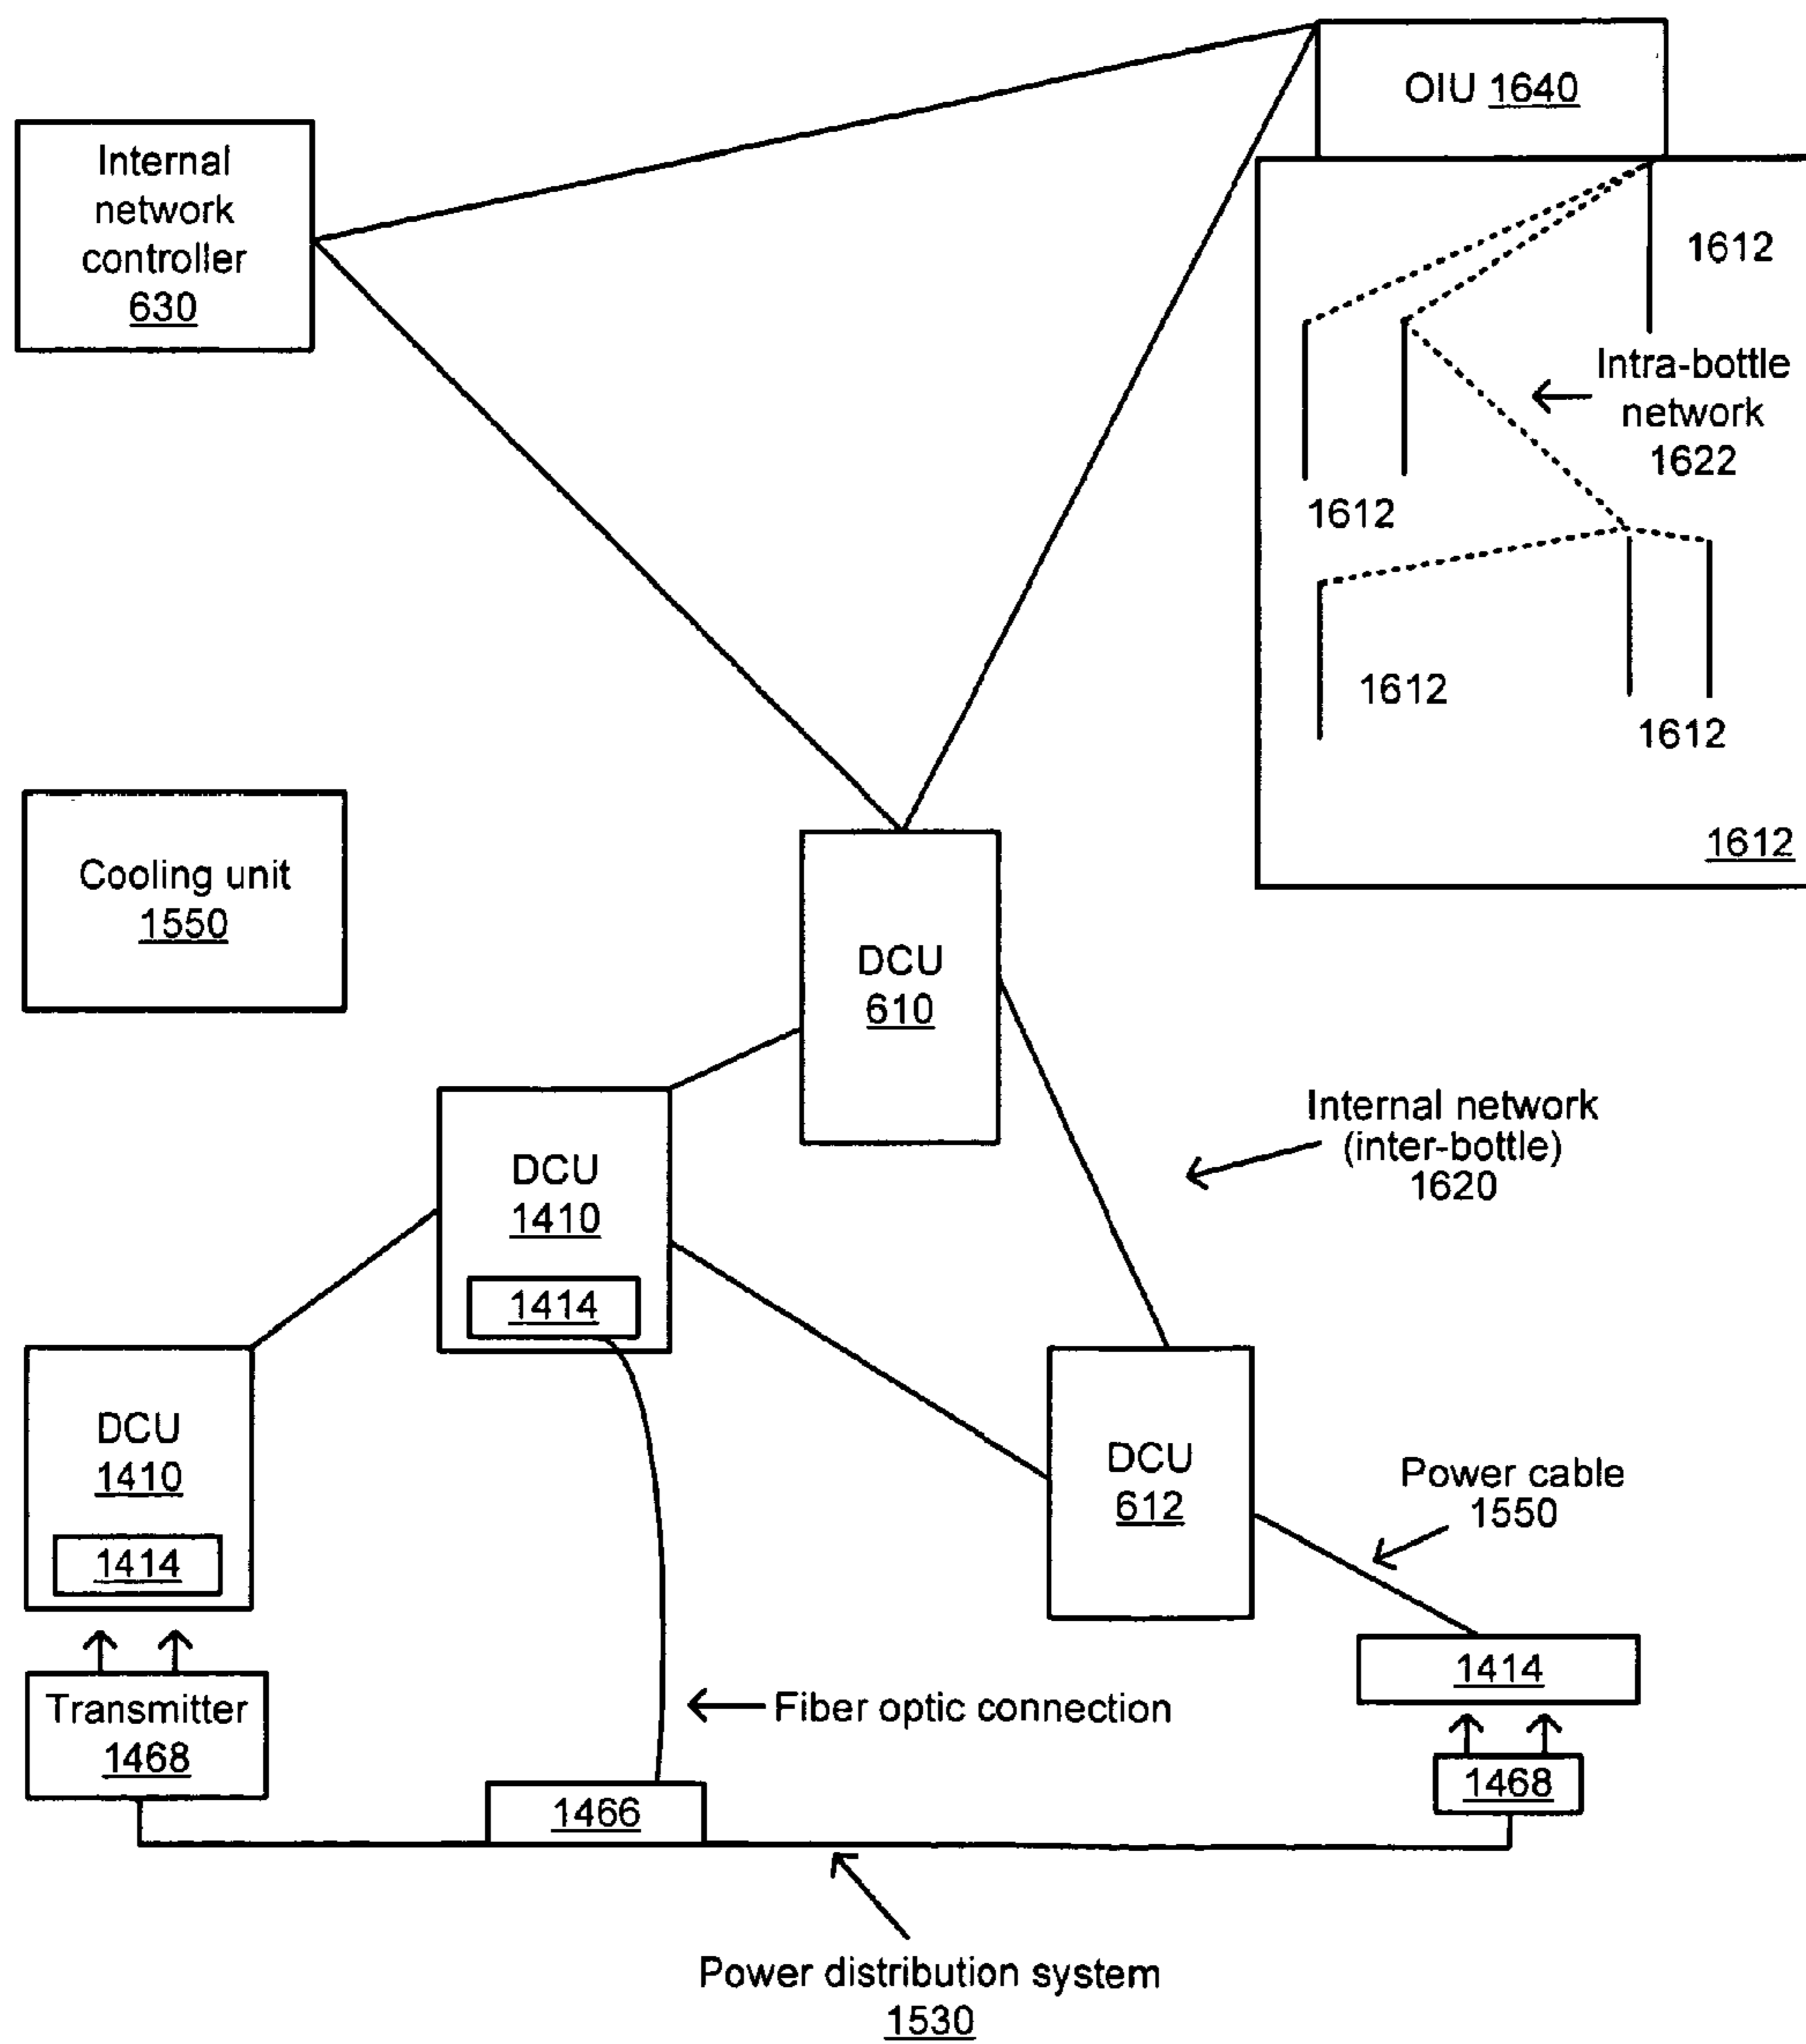 OIU 1640
Internal
network
controller
630
1612
Intra-bottle
network
1622
1612
1612
1612
1612
Cooling unit
1550
DCU
610
Internal network
(inter-bottle)
1620
DCU
1410
1414
DCU
1410
1414
DCU
612
Power cable
1550
1414
Transmitter
1468
Fiber optic connection
1468
1466
Power distribution system
1530